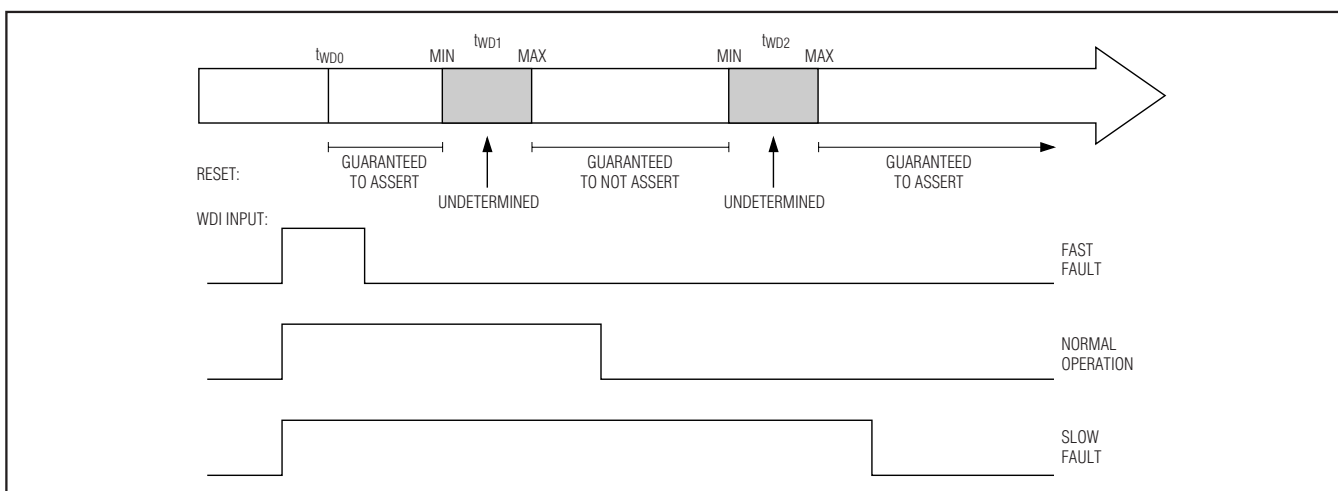 tWD0
MIN tWD1 MAX
MIN tWD2 MAX
RESET:
GUARANTEED
TO ASSERT
UNDETERMINED
GUARANTEED
TO NOT ASSERT
UNDETERMINED
GUARANTEED
TO ASSERT
WDI INPUT:
FAST
FAULT
NORMAL
OPERATION
SLOW
FAULT